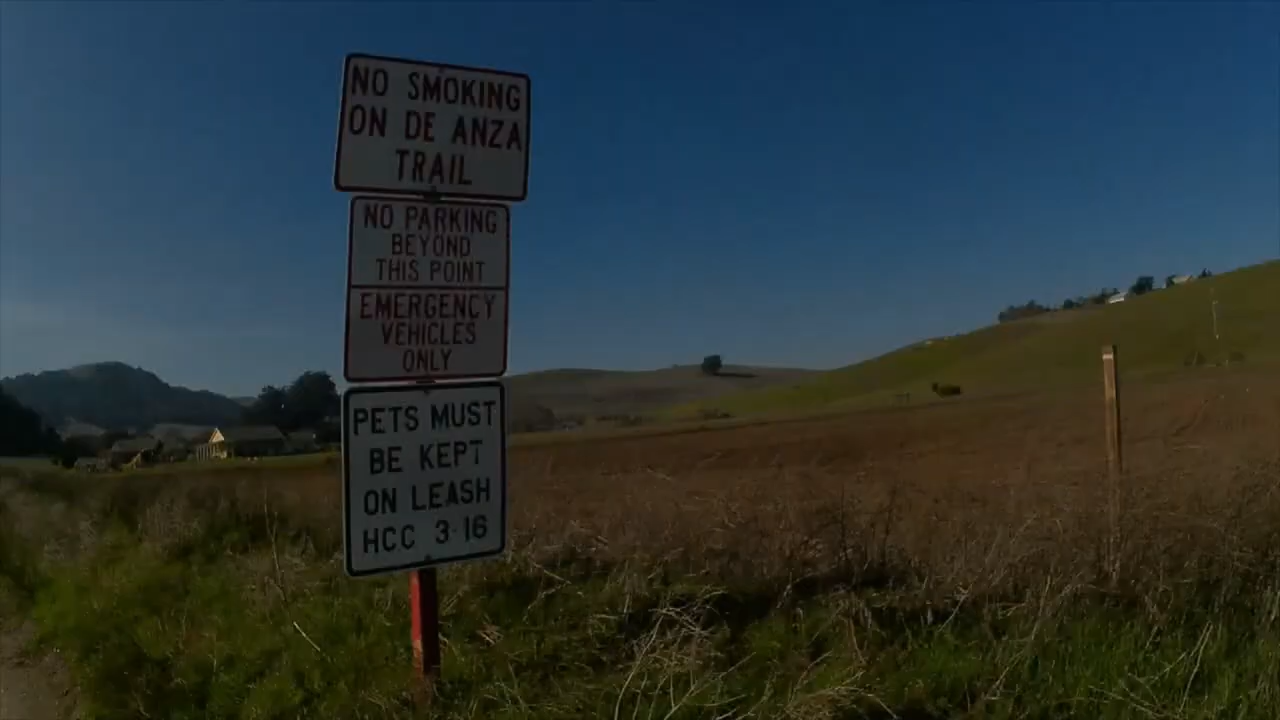 NO SMOKING
ON DE ANZA
TRAIL
NO PARKING
BEYOND
THIS POINT
EMERGENCY
VEHICLES
ONLY
PETS MUST
BE KEPT
ON LEASH
HCC 3-16